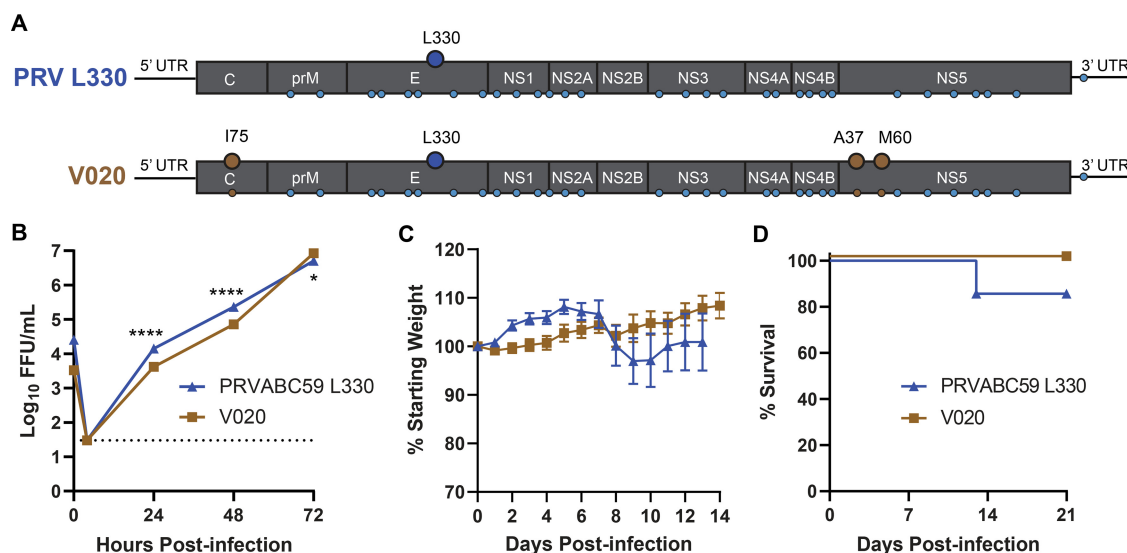 A
PRV L330
5' UTR
C
prM
E
L330
NS1
NS2A
NS2B
NS3
NS4A
NS4B
NS5
3' UTR
V020
5' UTR
I75
C
prM
E
L330
NS1
NS2A
NS2B
NS3
NS4A
NS4B
A37
M60
NS5
3' UTR
B
Log10 FFU/mL
7
6
5
4
3
2
1
0
****
****
*
PRVABC59 L330
V020
0 24 48 72
Hours Post-infection
C
% Starting Weight
120
110
100
90
80
70
0 2 4 6 8 10 12 14
Days Post-infection
D
% Survival
100
80
60
40
20
0
PRVABC59 L330
V020
0 7 14 21
Days Post-infection